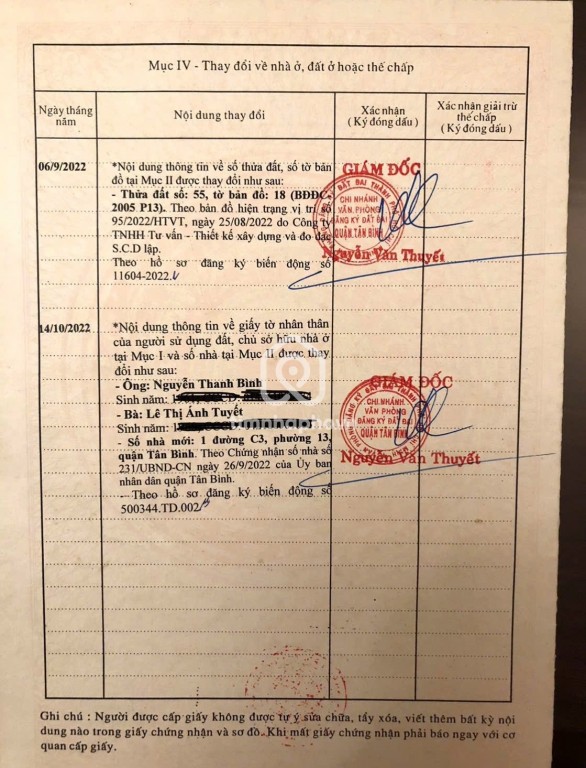 Mục IV - Thay đổi về nhà ở, đất ở hoặc thế chấp
Ngày tháng năm
Nội dung thay đổi
Xác nhận
( Ký đóng dấu )
Xác nhận giải trừ
thế chấp
( Ký đóng dấu )
06/9/2022
*Nội dung thông tin về số thửa đất, số tờ bản
đồ tại Mục II được thay đổi như sau:
- Thửa đất số: 55, tờ bản đồ: 18 (BĐĐC-
2005 P13). Theo bản đồ hiện trạng vị trí số
95/2022/HTVT, ngày 25/08/2022 do Công ty
TNHH Tư vấn - Thiết kế xây dựng và đo đạc
S.C.D lập.
Theo hồ sơ đăng ký biến động số
11604-2022.
GIÁM ĐỐC
CHI NHÁNH
VĂN PHÒNG
ĐĂNG KÝ ĐẤT ĐAI
QUẬN TÂN BÌNH
Nguyễn Văn Thuyết
14/10/2022
*Nội dung thông tin về giấy tờ nhân thân
của người sử dụng đất, chủ sở hữu nhà ở
tại Mục I và số nhà tại Mục II được thay
đổi như sau:
- Ông: Nguyễn Thanh Bình
Sinh năm:
- Bà: Lê Thị Ánh Tuyết
Sinh năm:
- Số nhà mới: 1 đường C3, phường 13,
quận Tân Bình. Theo Chứng nhận số nhà số
231/UBND-CN ngày 26/9/2022 của Ủy ban
nhân dân quận Tân Bình.
- Theo hồ sơ đăng ký biến động số
500344.TD.002
GIÁM ĐỐC
CHI NHÁNH
VĂN PHÒNG
ĐĂNG KÝ ĐẤT ĐAI
QUẬN TÂN BÌNH
Nguyễn Văn Thuyết
Ghi chú : Người được cấp giấy không được tự ý sửa chữa, tẩy xóa, viết thêm bất kỳ nội
dung nào trong giấy chứng nhận và sơ đồ. Khi mất giấy chứng nhận phải báo ngay với cơ
quan cấp giấy.